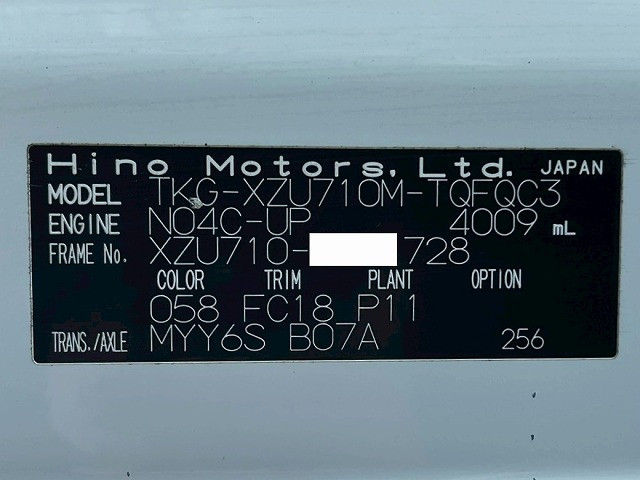 Hino Motors, Ltd. JAPAN
MODEL TKG-XZU710M-TQFQC3
ENGINE N04C-UP 4009 mL
FRAME No. XZU710- 728
COLOR TRIM PLANT OPTION
058 FC18 P11
TRANS./AXLE MYY6S B07A 256